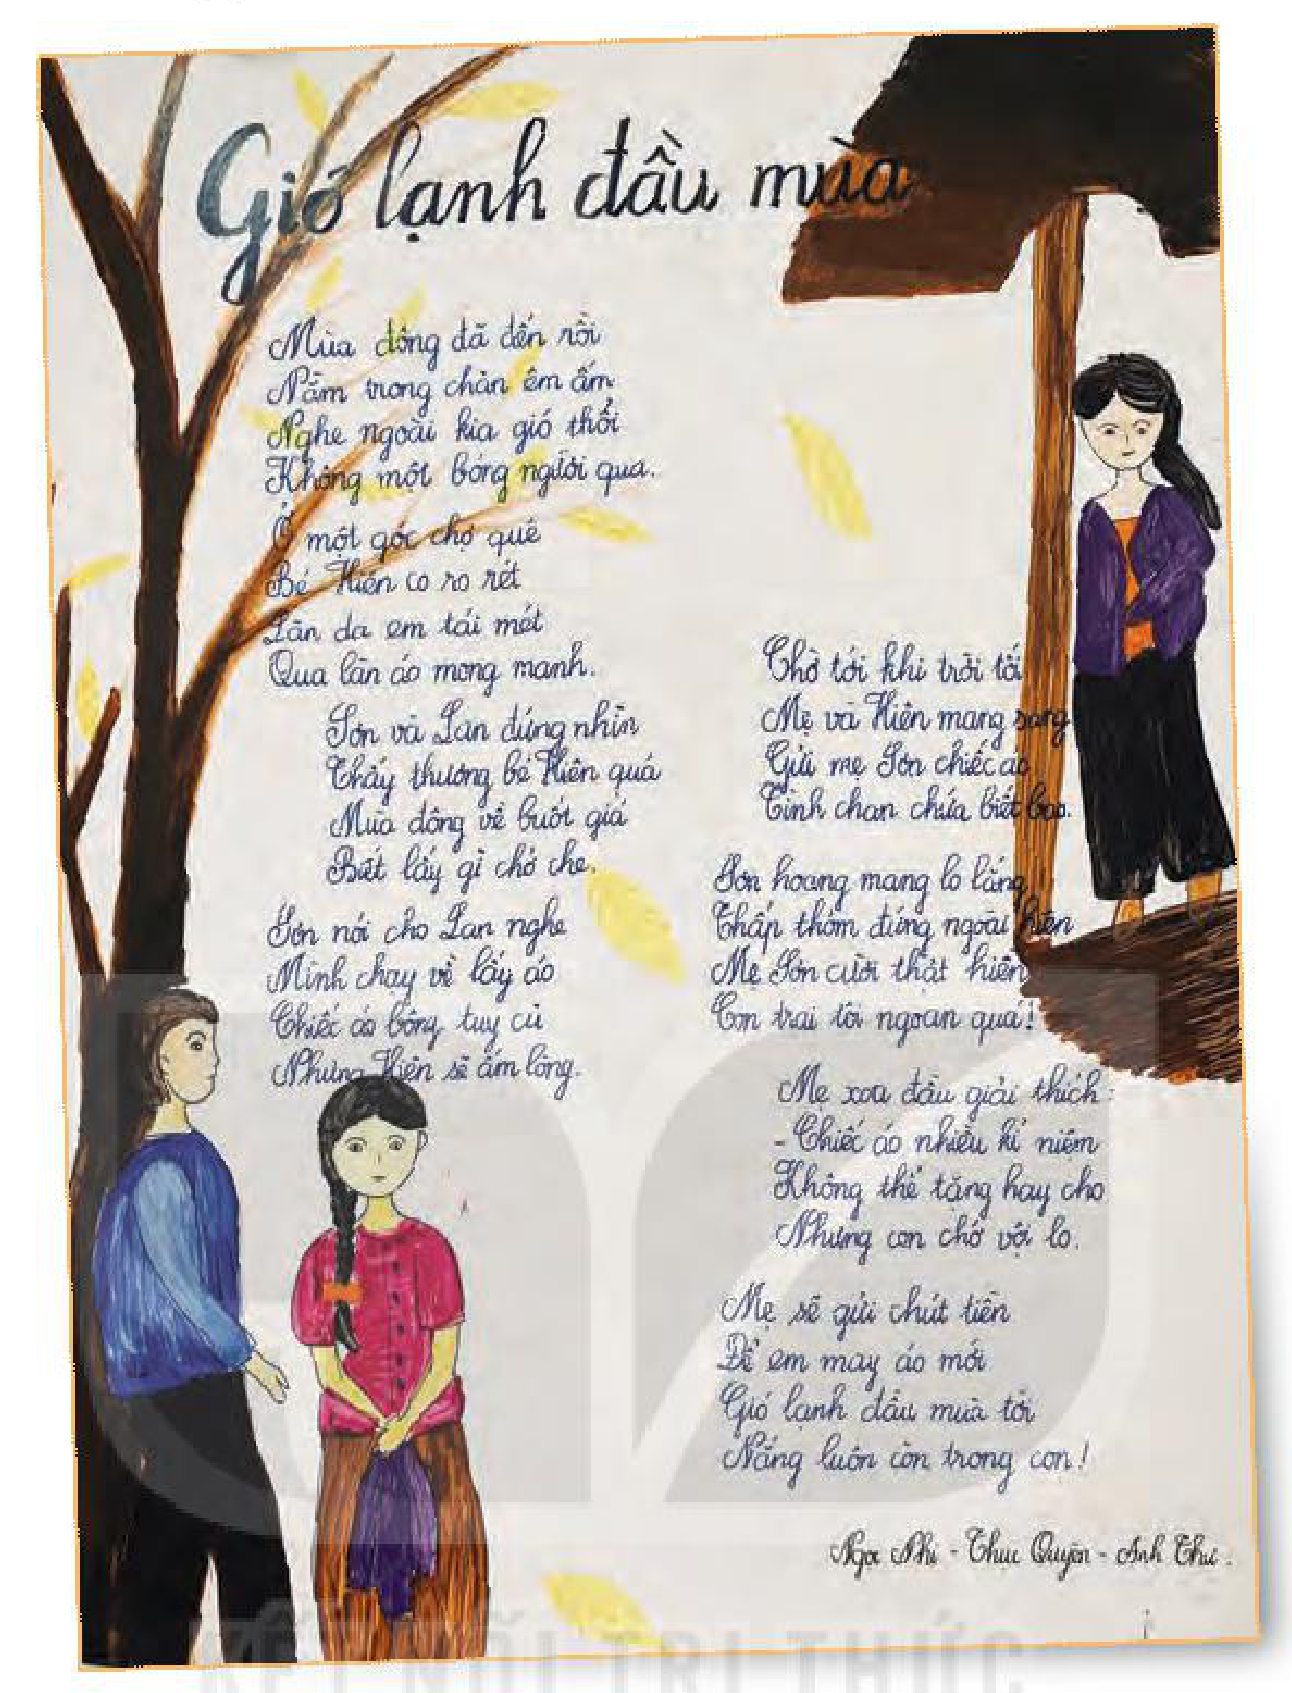 Gió lạnh đầu mùa
Mùa đông đã đến rồi
Nằm trong chăn êm ấm
Nghe ngoài kia gió thổi
Không một bóng người qua.
Ở một góc chợ quê
Bé Hiên co ro rét
Làn da em tái mét
Qua làn áo mong manh.
Sơn và Lan đứng nhìn
Thấy thương bé Hiên quá
Mùa đông về buốt giá
Biết lấy gì chở che.
Sơn nói cho Lan nghe
Mình chạy về lấy áo
Chiếc áo bông tuy cũ
Nhưng Hiên sẽ ấm lòng.
Chờ tới khi trời tối
Mẹ và Hiên mang sang
Gửi mẹ Sơn chiếc áo
Tình chan chứa biết bao.
Sơn hoang mang lo lắng
Thấp thỏm đứng ngoài hiên
Mẹ Sơn cười thật hiền
Con trai tôi ngoan quá!
Mẹ xoa đầu giải thích:
- Chiếc áo nhiều kỉ niệm
Không thể tặng hay cho
Nhưng con chớ vội lo.
Mẹ sẽ gửi chút tiền
Để em may áo mới
Gió lạnh đầu mùa tới
Nắng luôn còn trong con!
Ngọc Nhi - Thục Quyên - Anh Thư.
KẾT NỐI TRI THỨC